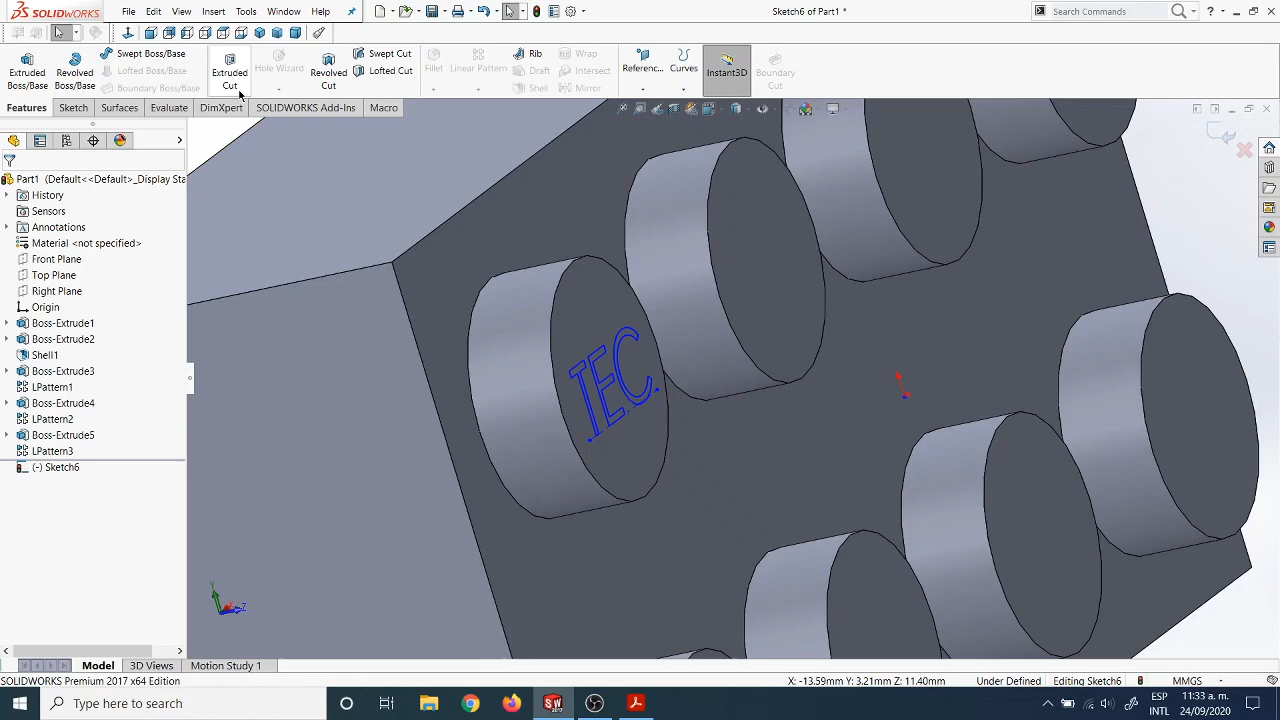 SOLIDWORKS
File
Edit
View
Insert
Tools
Window
Help
Sketch6 of Part1 *
Search Commands
Extruded Boss/Base
Revolved Boss/Base
Swept Boss/Base
Lofted Boss/Base
Boundary Boss/Base
Extruded Cut
Hole Wizard
Revolved Cut
Swept Cut
Lofted Cut
Fillet
Linear Pattern
Rib
Draft
Shell
Wrap
Intersect
Mirror
Referenc...
Curves
Instant3D
Boundary Cut
Features
Sketch
Surfaces
Evaluate
DimXpert
SOLIDWORKS Add-Ins
Macro
Part1 (Default<<Default>_Display Sta
History
Sensors
Annotations
Material <not specified>
Front Plane
Top Plane
Right Plane
Origin
Boss-Extrude1
Boss-Extrude2
Shell1
Boss-Extrude3
LPattern1
Boss-Extrude4
LPattern2
Boss-Extrude5
LPattern3
(-) Sketch6
TEC
Y
Z
Model
3D Views
Motion Study 1
SOLIDWORKS Premium 2017 x64 Edition
X: -13.59mm Y: 3.21mm Z: 11.40mm
Under Defined
Editing Sketch6
MMGS
Type here to search
ESP
INTL
11:33 a. m.
24/09/2020